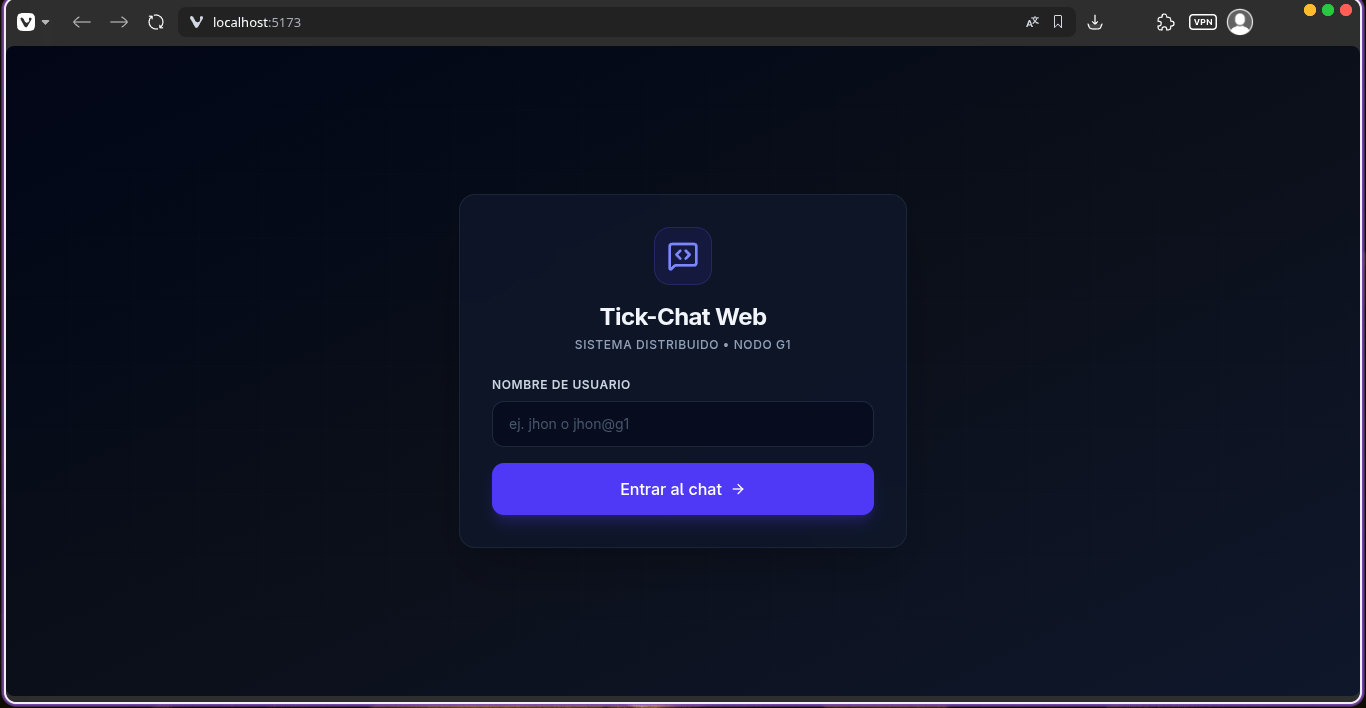 localhost:5173
VPN
Tick-Chat Web
SISTEMA DISTRIBUIDO • NODO G1
NOMBRE DE USUARIO
ej. jhon o jhon@g1
Entrar al chat →